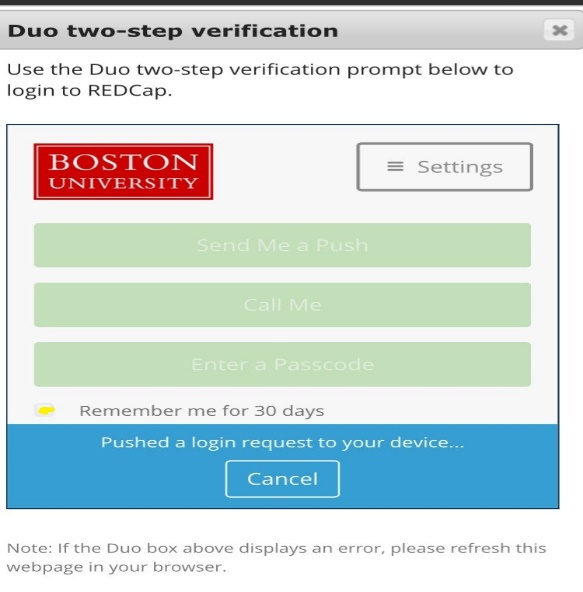 Duo two-step verification
Use the Duo two-step verification prompt below to
login to REDCap.
BOSTON
UNIVERSITY
Settings
Send Me a Push
Call Me
Enter a Passcode
Remember me for 30 days
Pushed a login request to your device...
Cancel
Note: If the Duo box above displays an error, please refresh this
webpage in your browser.